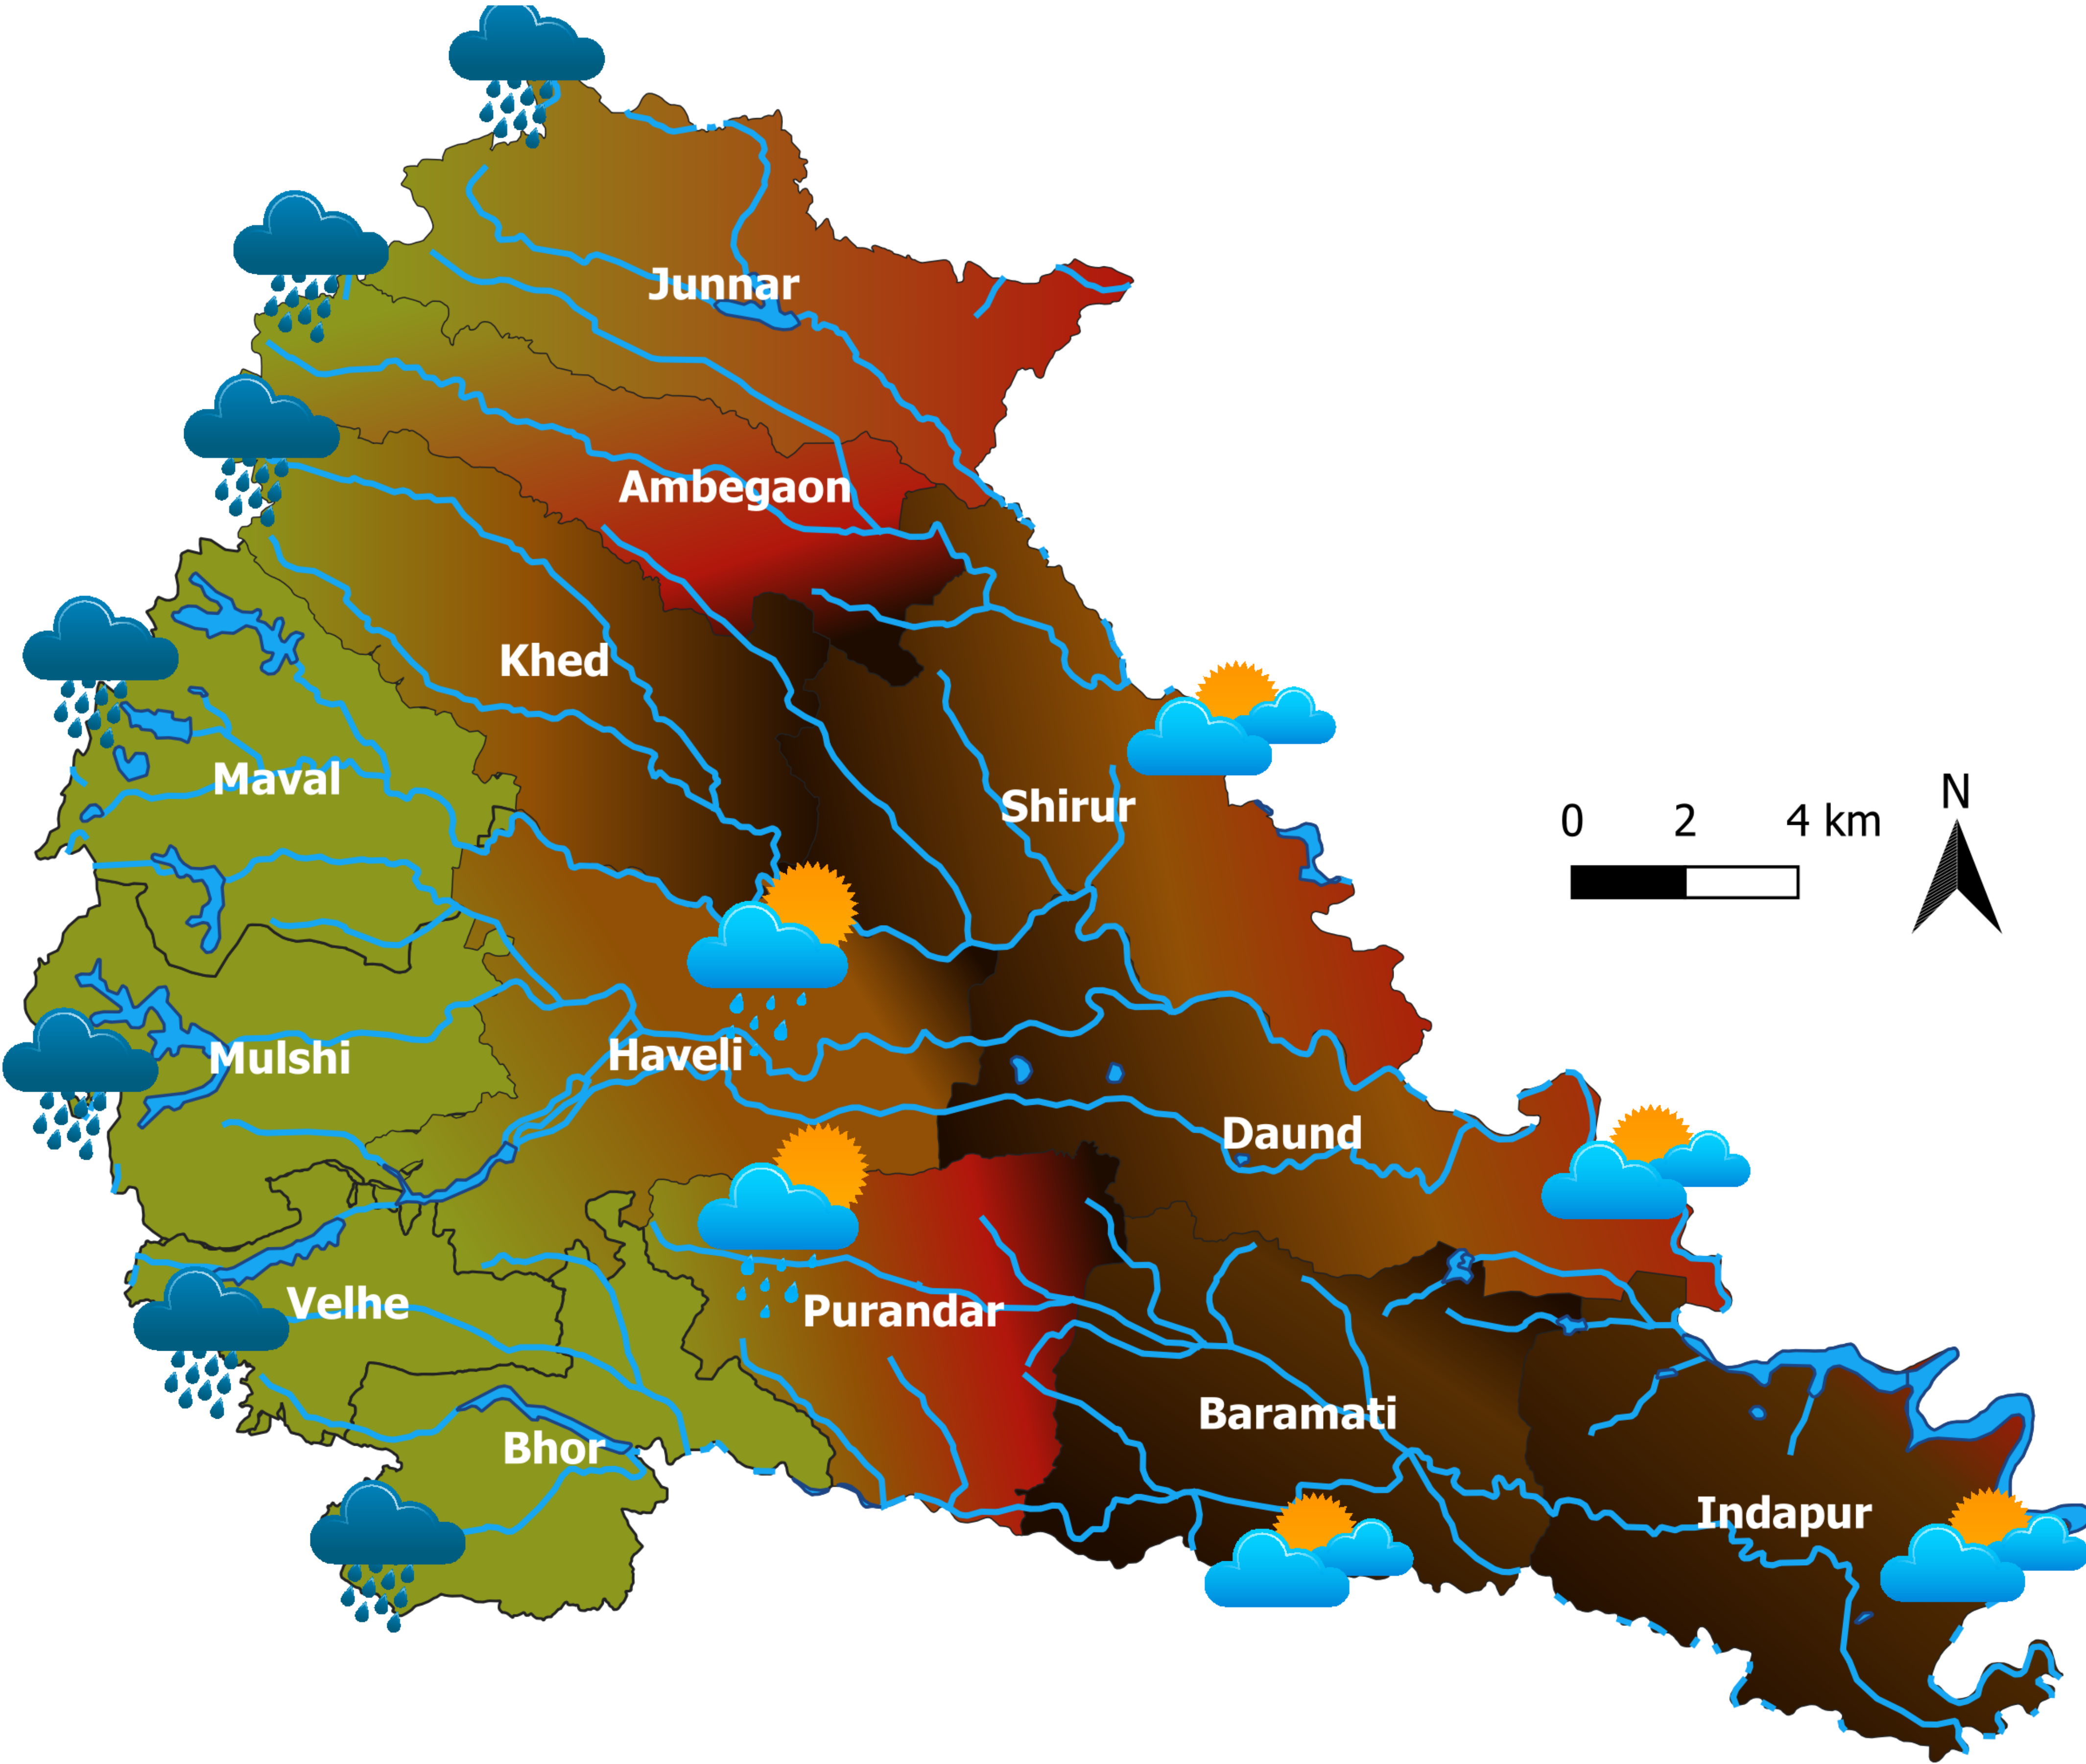 Junnar
Ambegaon
Khed
Maval
Shirur
0 2 4 km
N
Mulshi
Haveli
Daund
Velhe
Purandar
Bhor
Baramati
Indapur